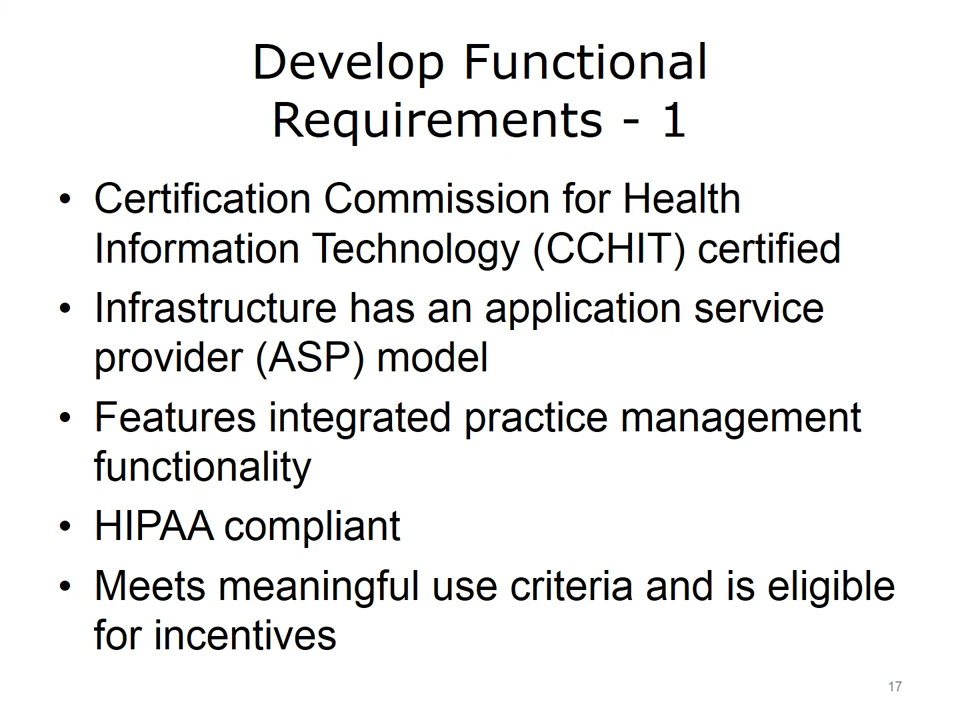 Develop Functional
Requirements - 1
• Certification Commission for Health
Information Technology (CCHIT) certified
• Infrastructure has an application service
provider (ASP) model
• Features integrated practice management
functionality
• HIPAA compliant
• Meets meaningful use criteria and is eligible
for incentives
17